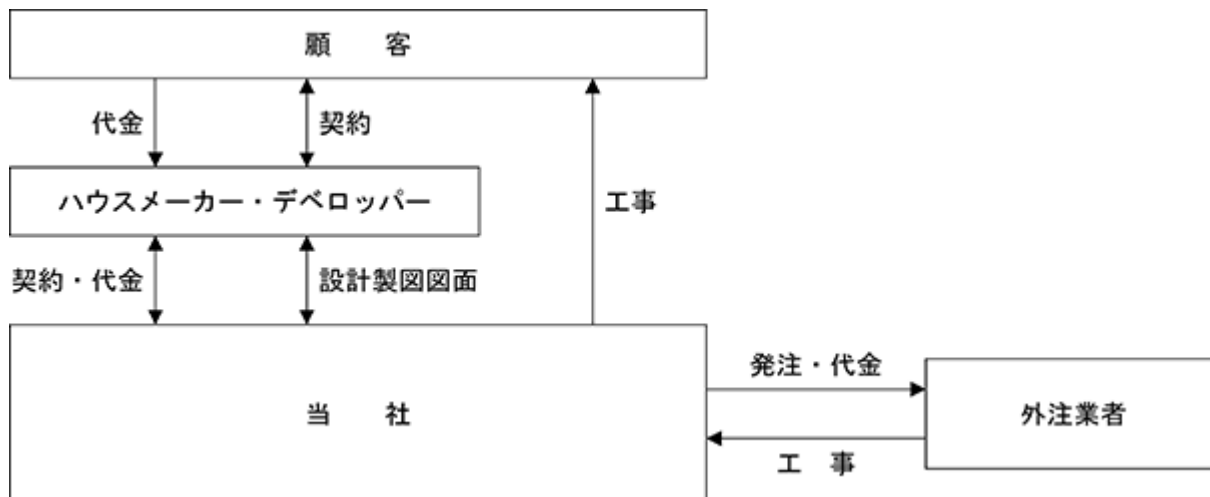 顧　　客
代金
契約
ハウスメーカー・デベロッパー
工事
契約・代金
設計製図図面
発注・代金
当　　社
外注業者
工　事